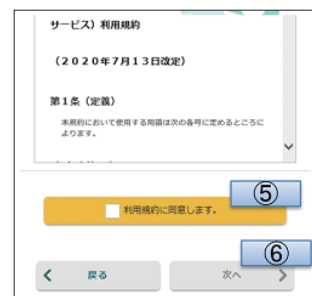 サービス）利用規約
（２０２０年７月１３日改定）
第１条（定義）
本規約において使用する用語は次の各号に定めるところに
よります。
利用規約に同意します。
⑤
⑥
戻る
次へ